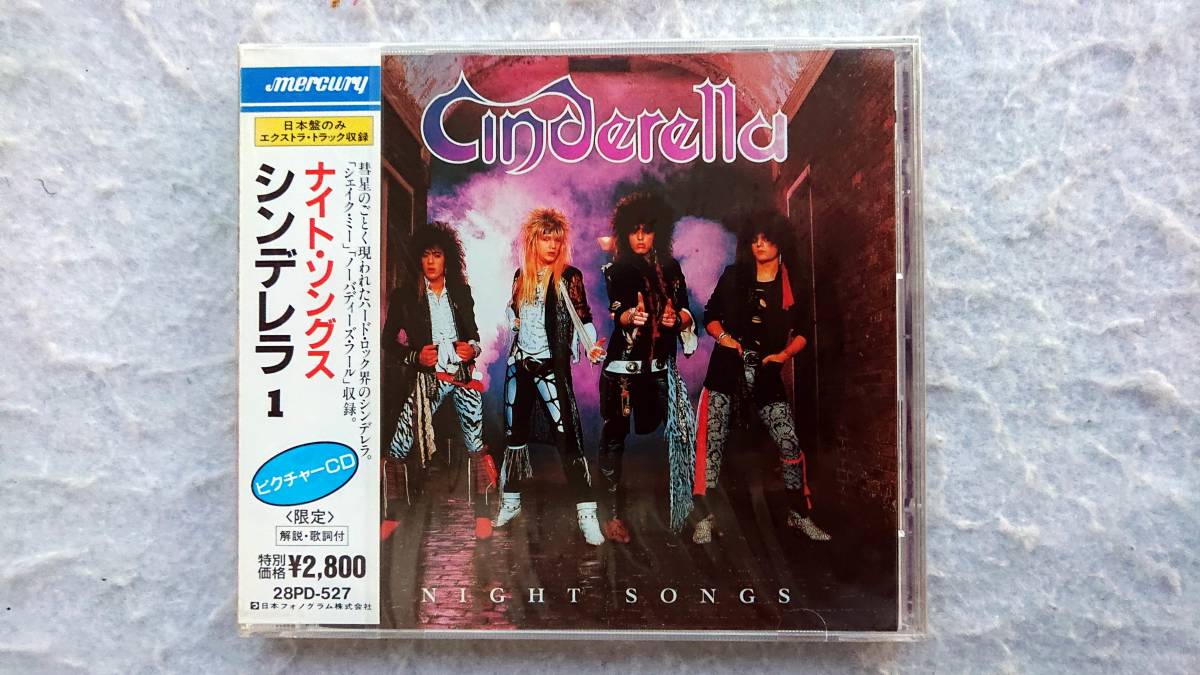 mercury
日本盤のみ
エクストラ・トラック収録
彗星のごとく現われたハード・ロック界のシンデレラ。
「シェイク・ミー」「ノーバディーズ・フール」収録。
ナイト・ソングス
シンデレラ 1
ピクチャーCD
〈限定〉
解説・歌詞付
特別価格 ¥2,800
28PD-527
日本フォノグラム株式会社
Cinderella
NIGHT SONGS